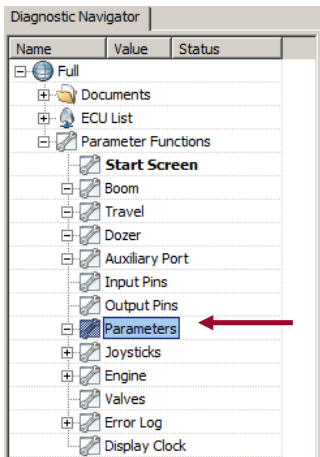 Diagnostic Navigator
Name Value Status
Full
Documents
ECU List
Parameter Functions
Start Screen
Boom
Travel
Dozer
Auxiliary Port
Input Pins
Output Pins
Parameters
Joysticks
Engine
Valves
Error Log
Display Clock